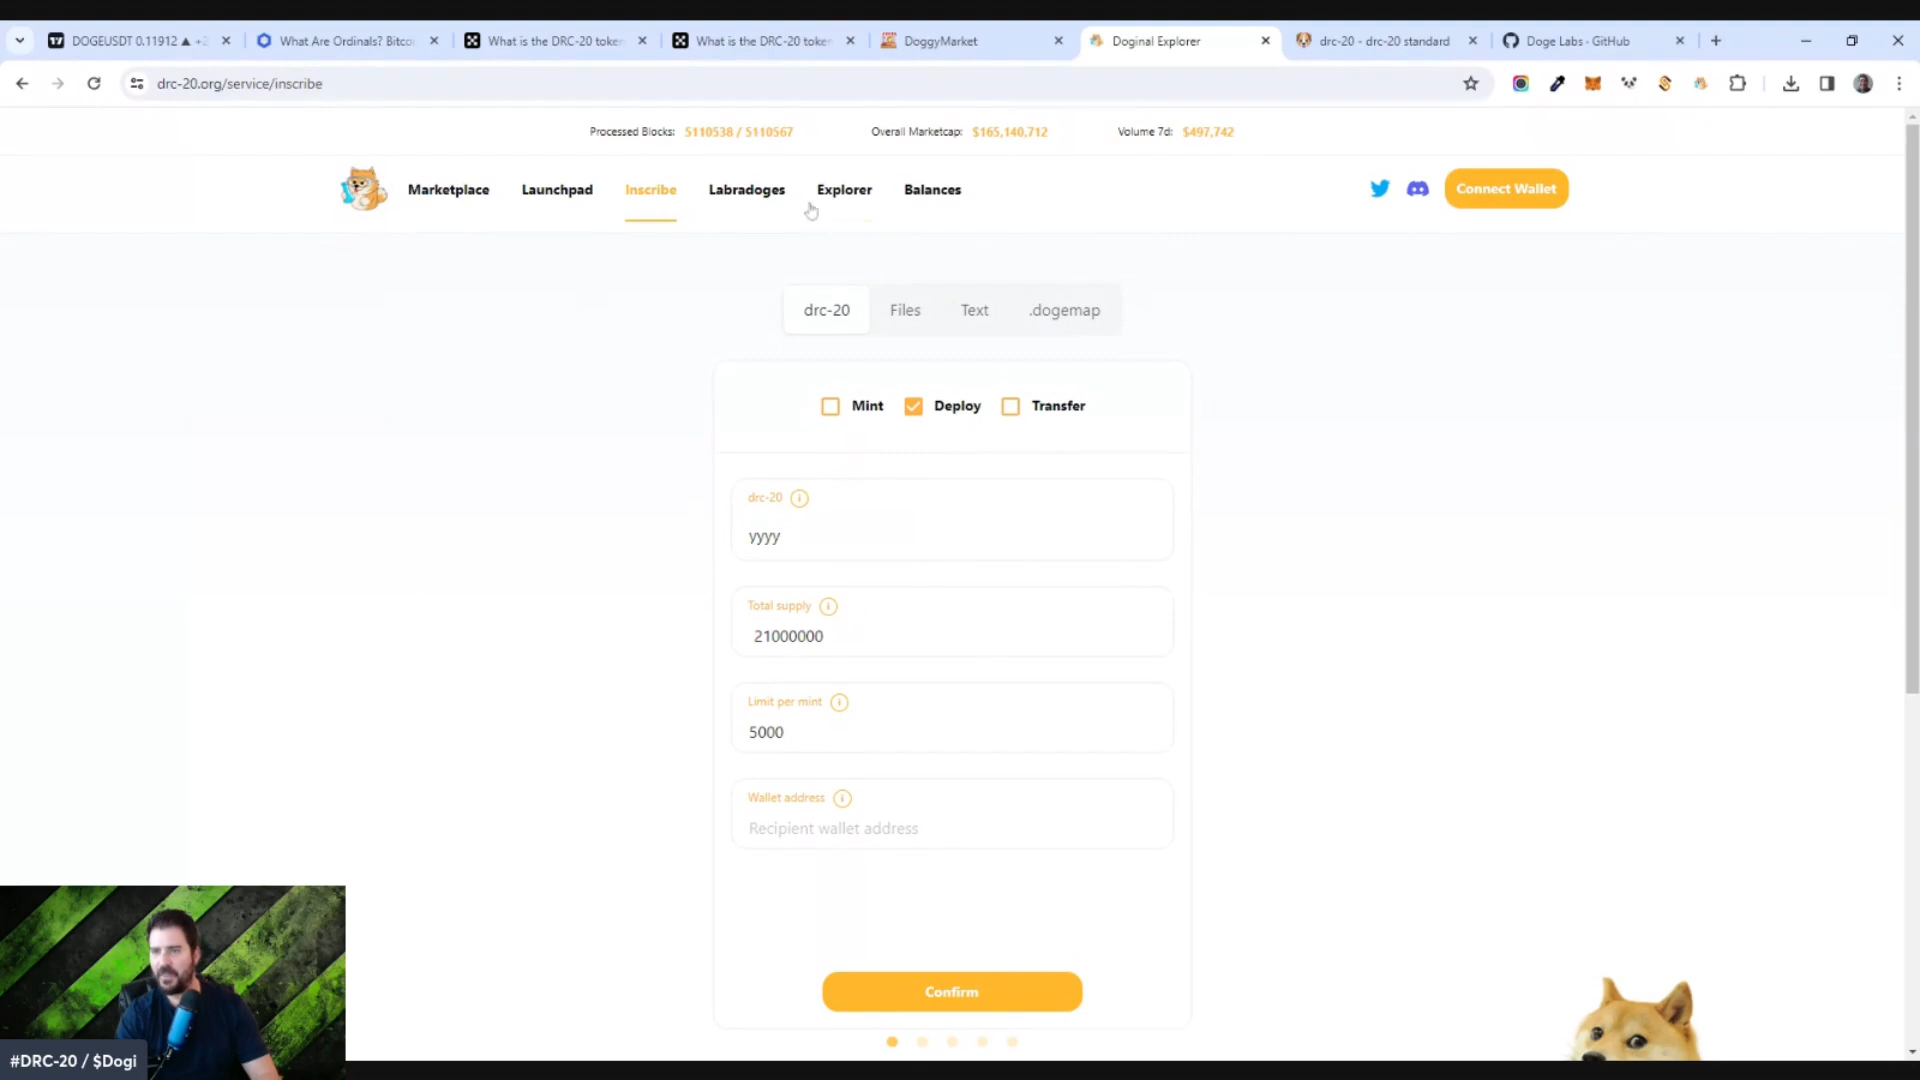 DOGEUSDT 0.11912 ▲ +2
What Are Ordinals? Bitco
What is the DRC-20 token
What is the DRC-20 token
DoggyMarket
Doginal Explorer
drc-20 - drc-20 standard
Doge Labs · GitHub
drc-20.org/service/inscribe
Processed Blocks: 5110538 / 5110567
Overall Marketcap: $165,140,712
Volume 7d: $497,742
Marketplace
Launchpad
Inscribe
Labradoges
Explorer
Balances
Connect Wallet
drc-20
Files
Text
.dogemap
Mint
Deploy
Transfer
drc-20
yyyy
Total supply
21000000
Limit per mint
5000
Wallet address
Recipient wallet address
Confirm
#DRC-20 / $Dogi